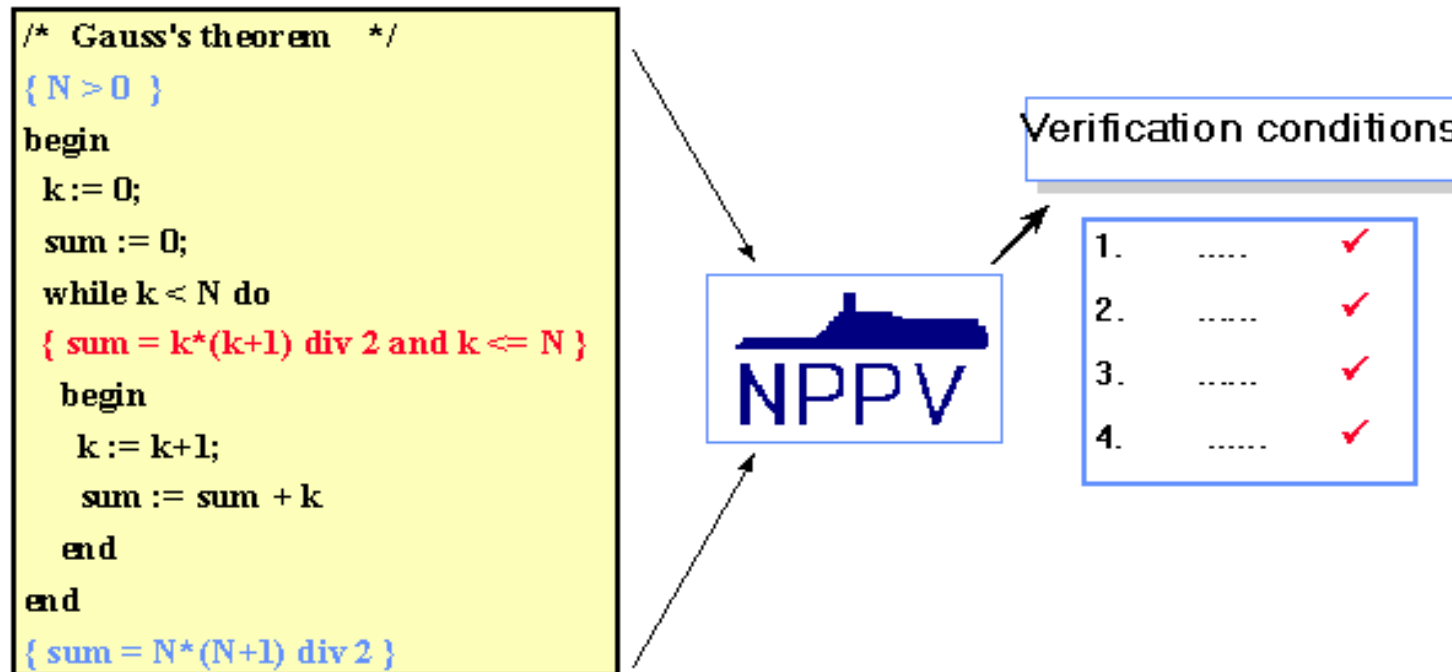 /* Gauss's theorem */
{ N > 0 }
begin
k := 0;
sum := 0;
while k < N do
{ sum = k*(k+1) div 2 and k <= N }
begin
k := k+1;
sum := sum + k
end
end
{ sum = N*(N+1) div 2 }
NPPV
Verification conditions
1. ..... ✓
2. ...... ✓
3. ...... ✓
4. ...... ✓